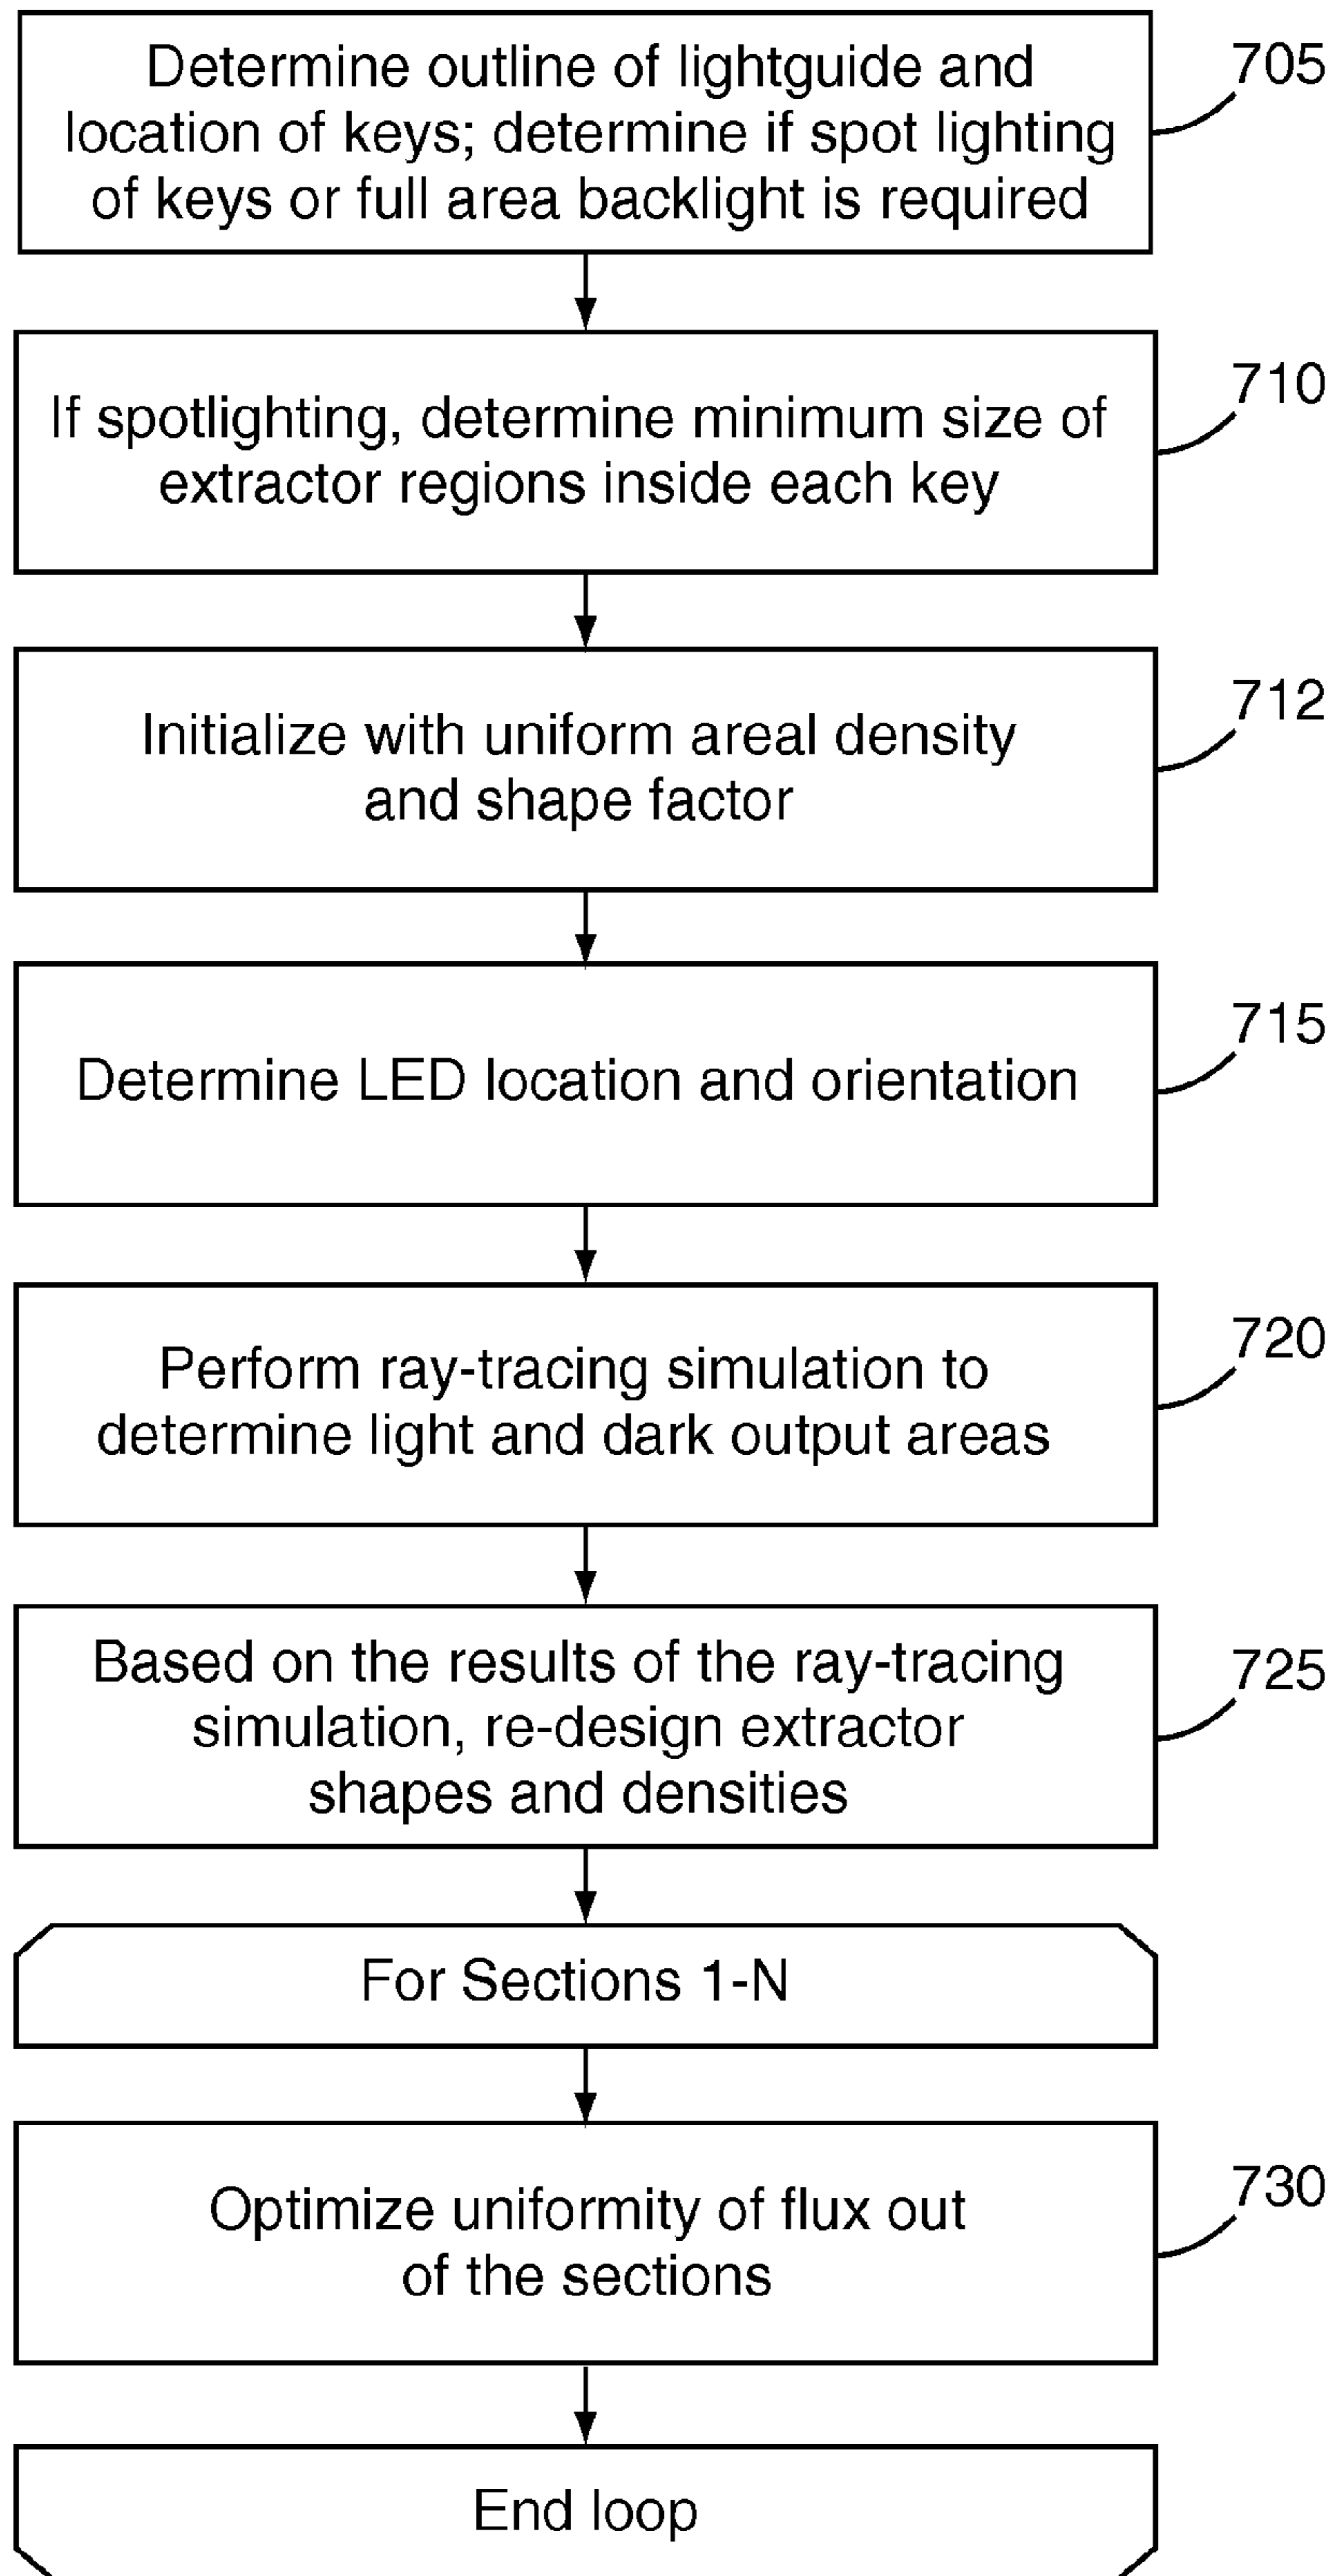 Determine outline of lightguide and
location of keys; determine if spot lighting
of keys or full area backlight is required
705
If spotlighting, determine minimum size of
extractor regions inside each key
710
Initialize with uniform areal density
and shape factor
712
Determine LED location and orientation
715
Perform ray-tracing simulation to
determine light and dark output areas
720
Based on the results of the ray-tracing
simulation, re-design extractor
shapes and densities
725
For Sections 1-N
Optimize uniformity of flux out
of the sections
730
End loop